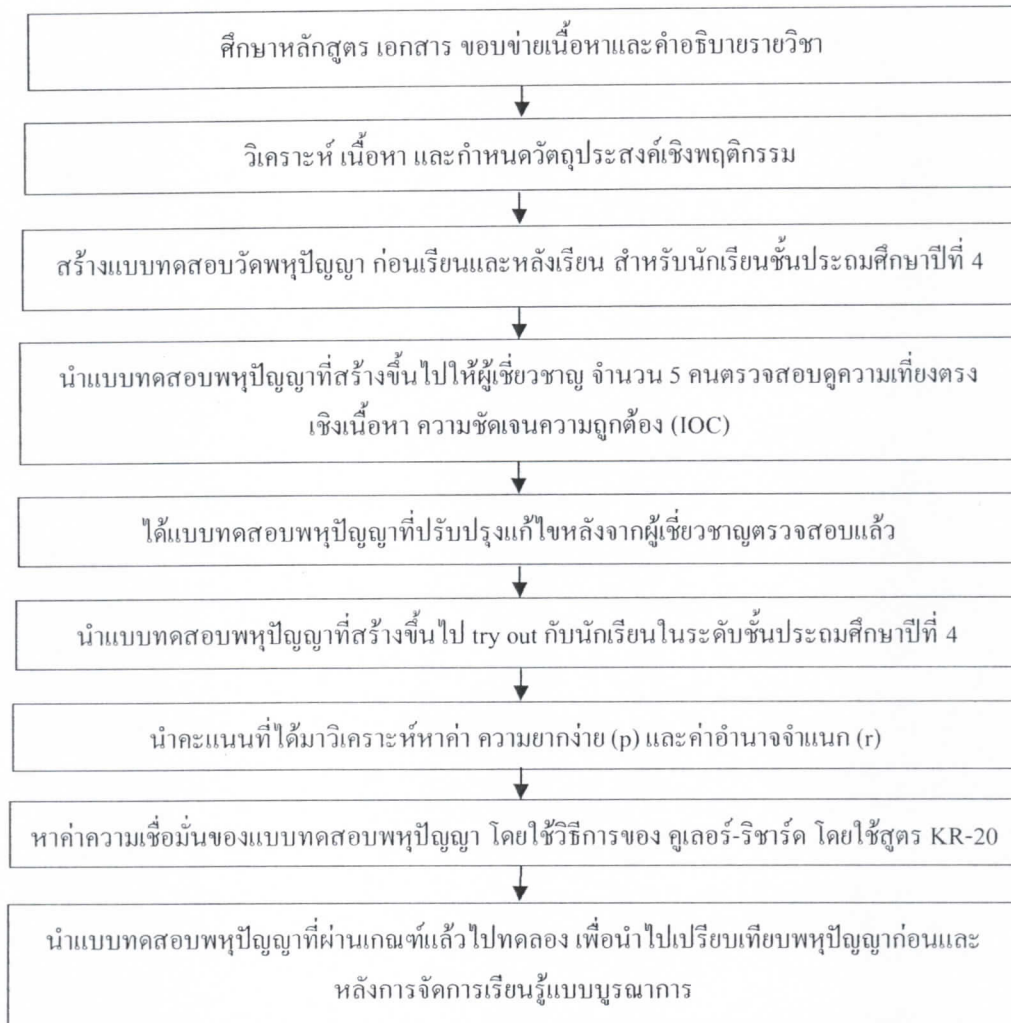 ศึกษาหลักสูตร เอกสาร ขอบข่ายเนื้อหาและคำอธิบายรายวิชา
วิเคราะห์ เนื้อหา และกำหนดวัตถุประสงค์เชิงพฤติกรรม
สร้างแบบทดสอบวัดพหุปัญญา ก่อนเรียนและหลังเรียน สำหรับนักเรียนชั้นประถมศึกษาปีที่ 4
นำแบบทดสอบพหุปัญญาที่สร้างขึ้นไปให้ผู้เชี่ยวชาญ จำนวน 5 คนตรวจสอบดูความเที่ยงตรง
เชิงเนื้อหา ความชัดเจนความถูกต้อง (IOC)
ได้แบบทดสอบพหุปัญญาที่ปรับปรุงแก้ไขหลังจากผู้เชี่ยวชาญตรวจสอบแล้ว
นำแบบทดสอบพหุปัญญาที่สร้างขึ้นไป try out กับนักเรียนในระดับชั้นประถมศึกษาปีที่ 4
นำคะแนนที่ได้มาวิเคราะห์หาค่า ความยากง่าย (p) และค่าอำนาจจำแนก (r)
หาค่าความเชื่อมั่นของแบบทดสอบพหุปัญญา โดยใช้วิธีการของ คูเลอร์-ริชาร์ด โดยใช้สูตร KR-20
นำแบบทดสอบพหุปัญญาที่ผ่านเกณฑ์แล้วไปทดลอง เพื่อนำไปเปรียบเทียบพหุปัญญาก่อนและ
หลังการจัดการเรียนรู้แบบบูรณาการ